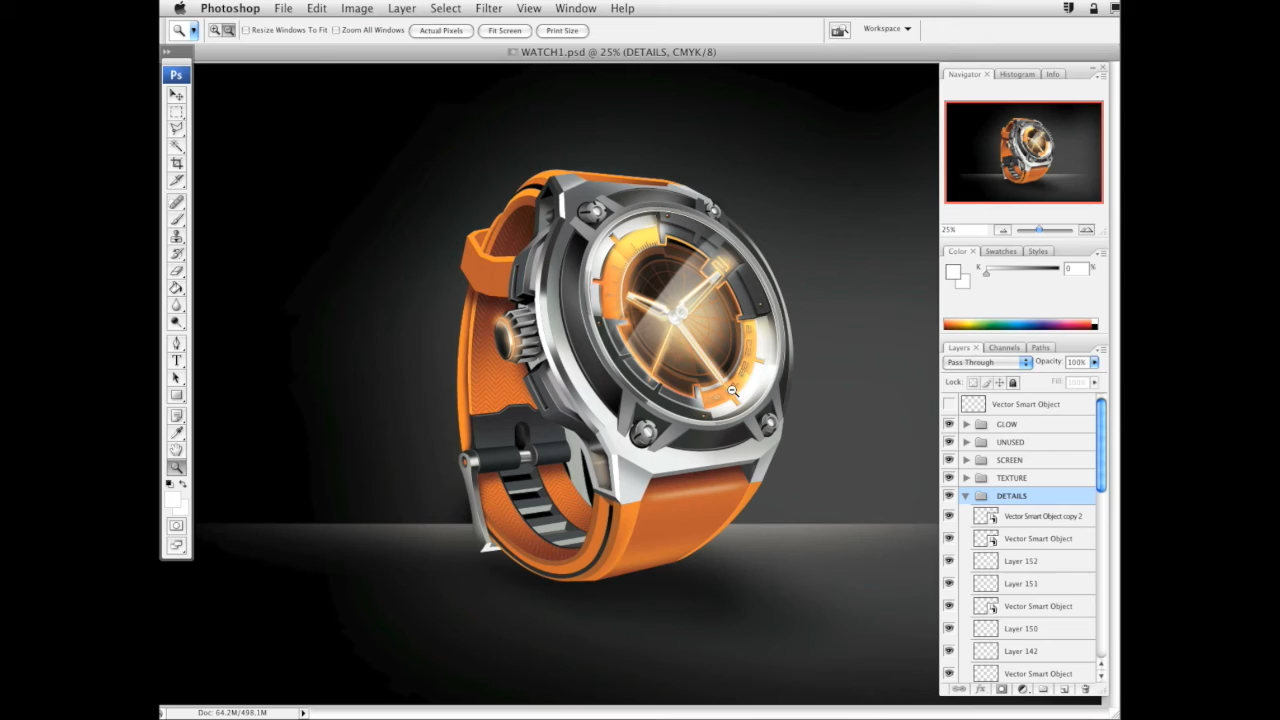 Photoshop File Edit Image Layer Select Filter View Window Help
Resize Windows To Fit Zoom All Windows Actual Pixels Fit Screen Print Size Workspace
WATCH1.psd @ 25% (DETAILS, CMYK/8)
Ps
Navigator Histogram Info
25%
Color Swatches Styles
K 0 %
Layers Channels Paths
Pass Through Opacity: 100%
Lock: Fill: 100%
Vector Smart Object
GLOW
UNUSED
SCREEN
TEXTURE
DETAILS
Vector Smart Object copy 2
Vector Smart Object
Layer 152
Layer 151
Vector Smart Object
Layer 150
Layer 142
Vector Smart Object
Doc: 64.2M/498.1M